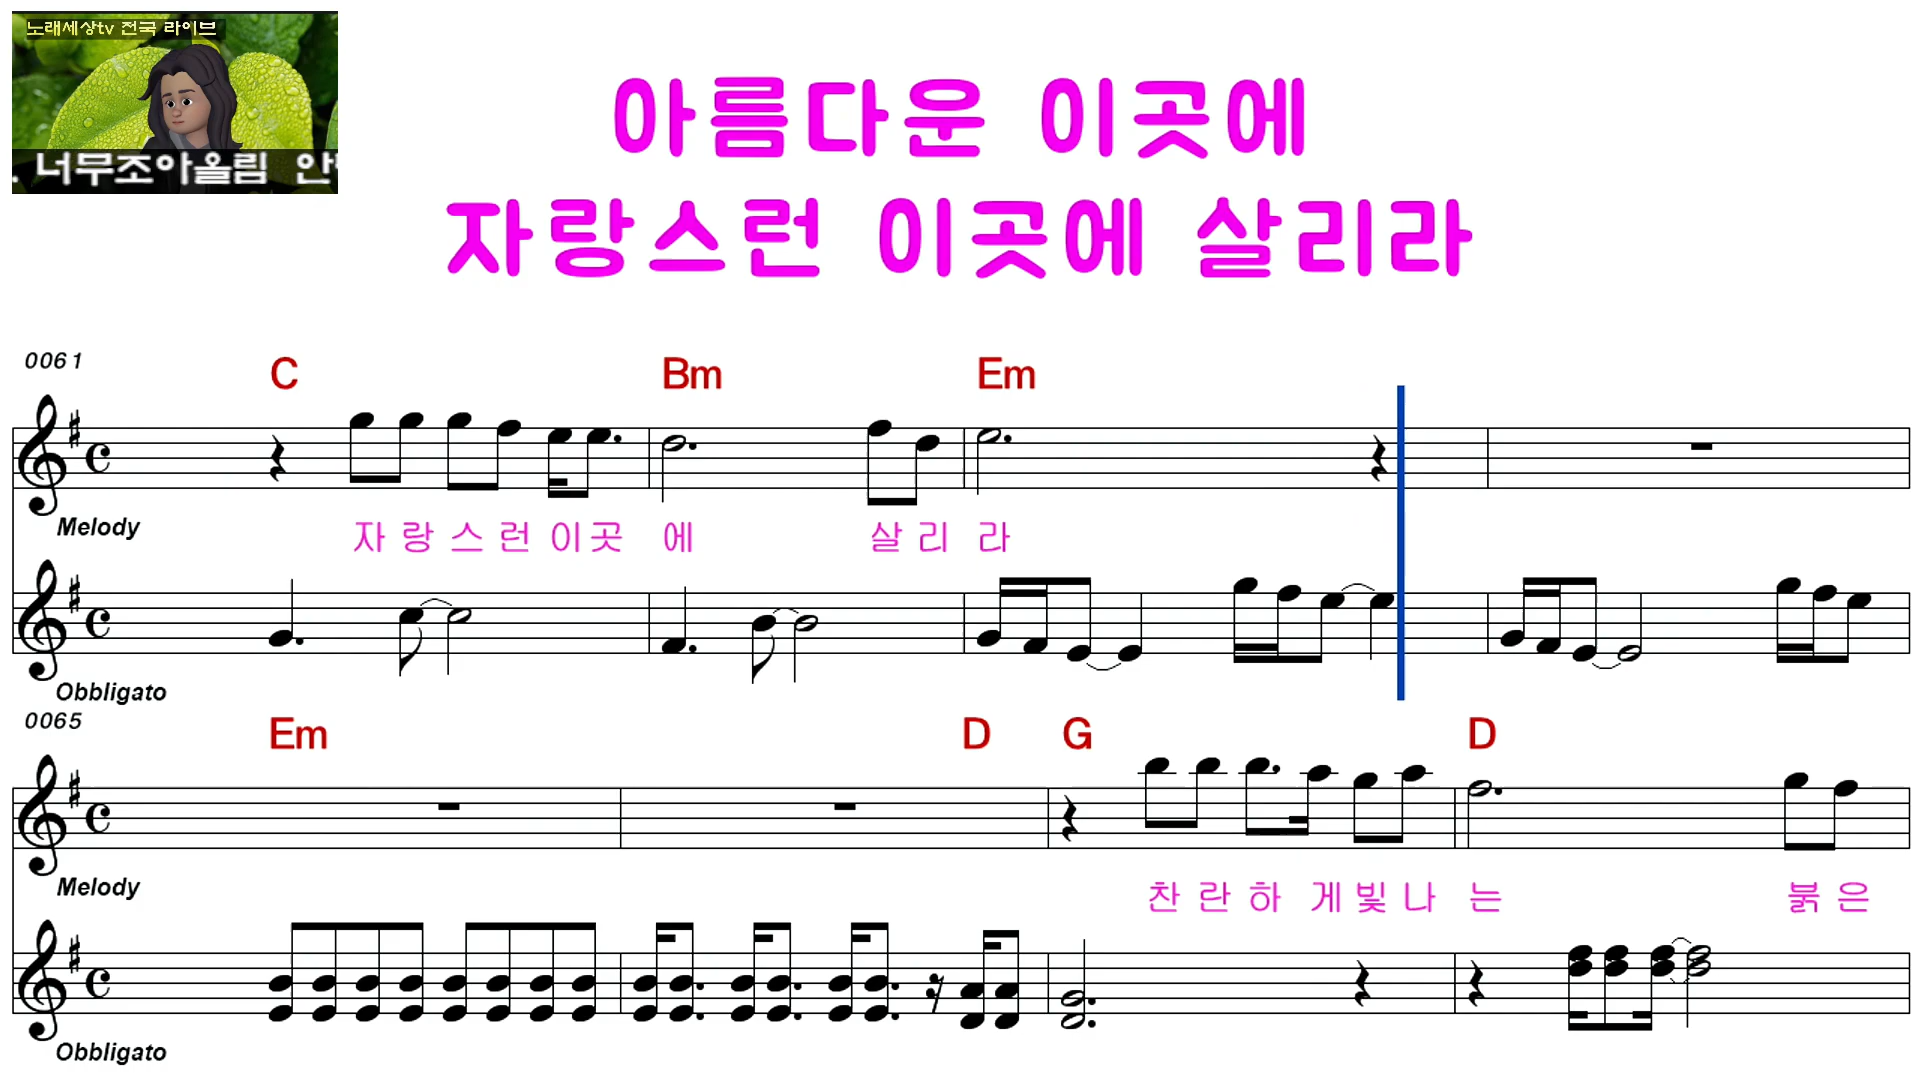 노래세상tv 전국 라이브
. 너무조아올림 안
아름다운 이곳에
자랑스런 이곳에 살리라
0061
C Bm Em
Melody
자 랑 스 런 이 곳 에 살 리 라
Obbligato
0065
Em D G D
Melody
찬 란 하 게 빛 나 는 붉 은
Obbligato